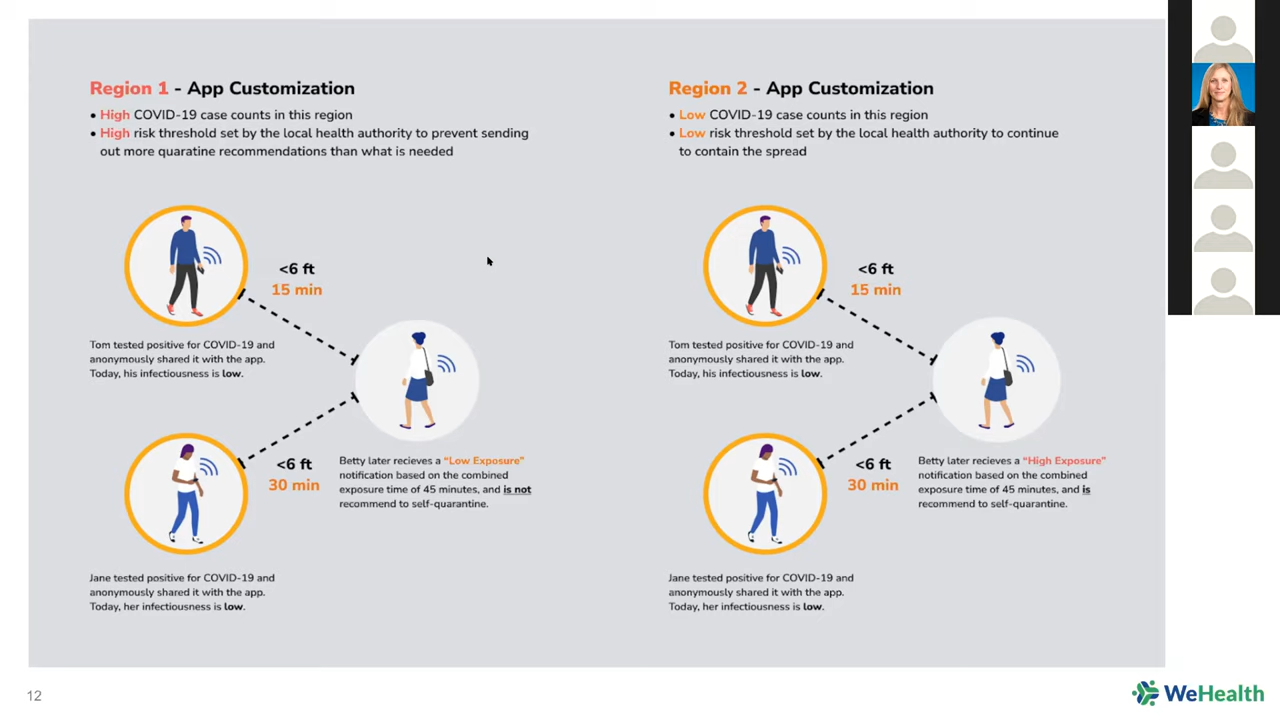 Region 1 - App Customization
• High COVID-19 case counts in this region
• High risk threshold set by the local health authority to prevent sending
out more quaratine recommendations than what is needed
<6 ft
15 min
Tom tested positive for COVID-19 and
anonymously shared it with the app.
Today, his infectiousness is low.
<6 ft
30 min
Betty later recieves a “Low Exposure”
notification based on the combined
exposure time of 45 minutes, and is not
recommend to self-quarantine.
Jane tested positive for COVID-19 and
anonymously shared it with the app.
Today, her infectiousness is low.
Region 2 - App Customization
• Low COVID-19 case counts in this region
• Low risk threshold set by the local health authority to continue
to contain the spread
<6 ft
15 min
Tom tested positive for COVID-19 and
anonymously shared it with the app.
Today, his infectiousness is low.
<6 ft
30 min
Betty later recieves a “High Exposure”
notification based on the combined
exposure time of 45 minutes, and is
recommend to self-quarantine.
Jane tested positive for COVID-19 and
anonymously shared it with the app.
Today, her infectiousness is low.
12
WeHealth